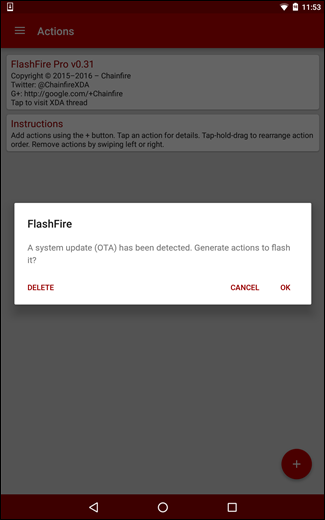 11:53
Actions
FlashFire Pro v0.31
Copyright © 2015-2016 - Chainfire
Twitter: @ChainfireXDA
G+: http://google.com/+Chainfire
Tap to visit XDA thread
Instructions
Add actions using the + button. Tap an action for details. Tap-hold-drag to rearrange action
order. Remove actions by swiping left or right.
FlashFire
A system update (OTA) has been detected. Generate actions to flash
it?
DELETE CANCEL OK